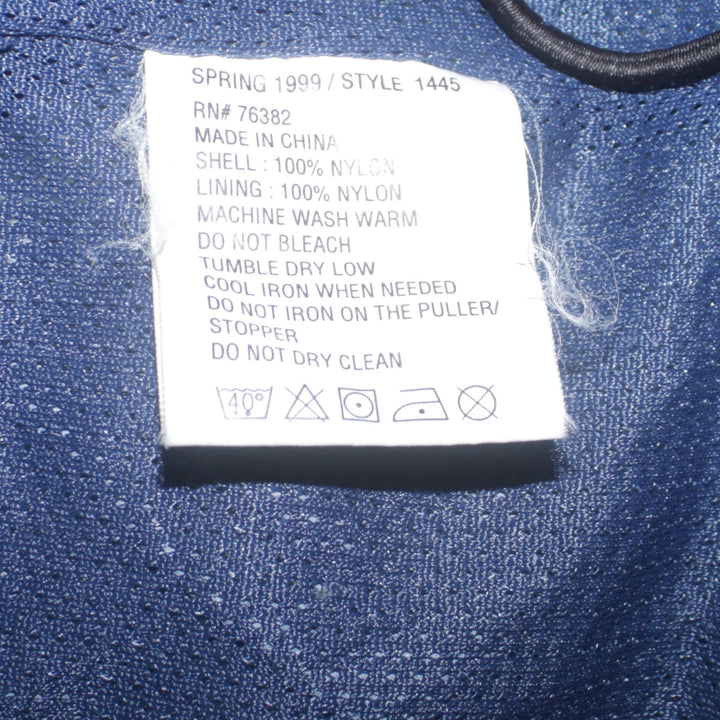 SPRING 1999 / STYLE 1445
RN# 76382
MADE IN CHINA
SHELL : 100% NYLON
LINING : 100% NYLON
MACHINE WASH WARM
DO NOT BLEACH
TUMBLE DRY LOW
COOL IRON WHEN NEEDED
DO NOT IRON ON THE PULLER/
STOPPER
DO NOT DRY CLEAN
40°